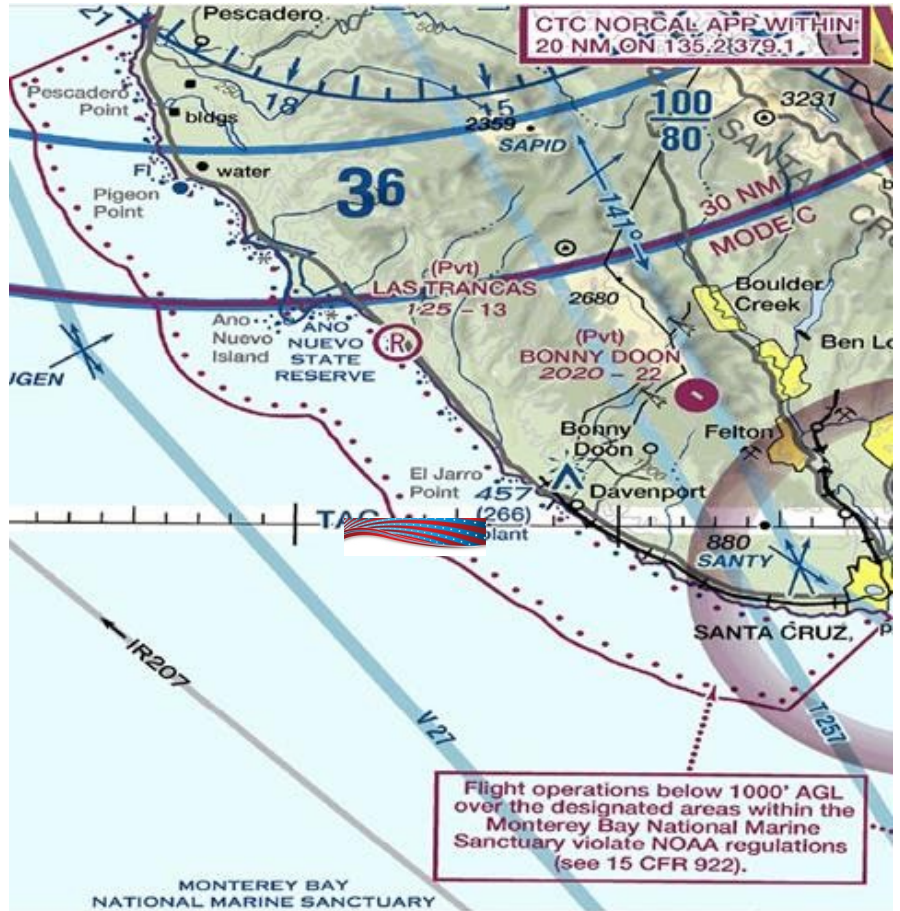 21
Pescadero
CTC NORCAL APP WITHIN
20 NM ON 135.2 379.1
Pescadero
Point
250
18
bldgs
15
2359
SAPID
100
80
3231
SANTA
CRU
Fl
water
Pigeon
Point
36
141°
30 NM
MODE C
(Pvt)
LAS TRANCAS
125 – 13
R
2680
Boulder
Creek
Ano
Nuevo
Island
ANO
NUEVO
STATE
RESERVE
(Pvt)
BONNY DOON
2020 – 22
Ben Lo
UGEN
Bonny
Doon
Felton
El Jarro
Point
457
(266)
plant
Davenport
TAC
880
SANTY
SANTA CRUZ,
P
IR207
V 27
T 257
Flight operations below 1000' AGL
over the designated areas within the
Monterey Bay National Marine
Sanctuary violate NOAA regulations
(see 15 CFR 922).
MONTEREY BAY
NATIONAL MARINE SANCTUARY